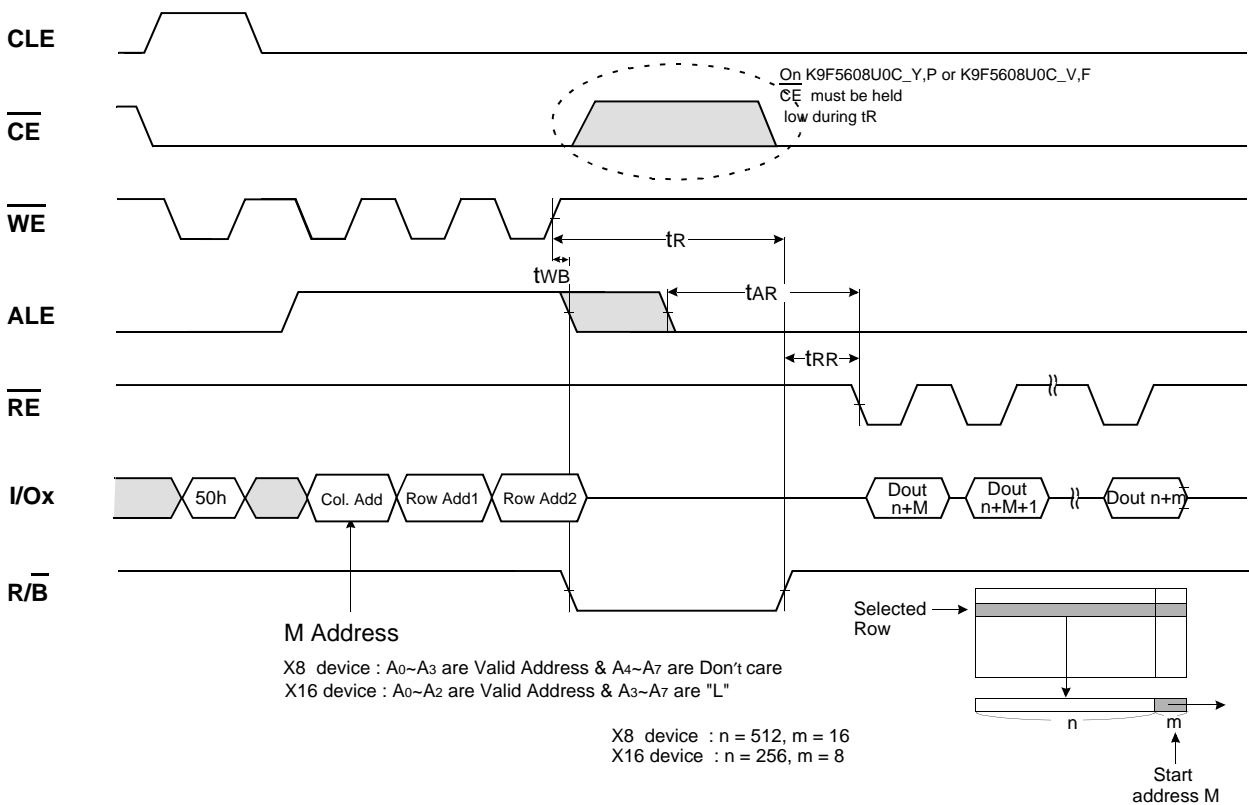 CLE
On K9F5608U0C_Y,P or K9F5608U0C_V,F
CE must be held
low during tR
CE
WE
tR
tWB
tAR
ALE
tRR
RE
I/Ox
50h
Col. Add
Row Add1
Row Add2
Dout
n+M
Dout
n+M+1
Dout n+m
R/B
Selected
Row
M Address
X8 device : A0~A3 are Valid Address & A4~A7 are Don't care
X16 device : A0~A2 are Valid Address & A3~A7 are "L"
n
m
X8 device : n = 512, m = 16
X16 device : n = 256, m = 8
Start
address M